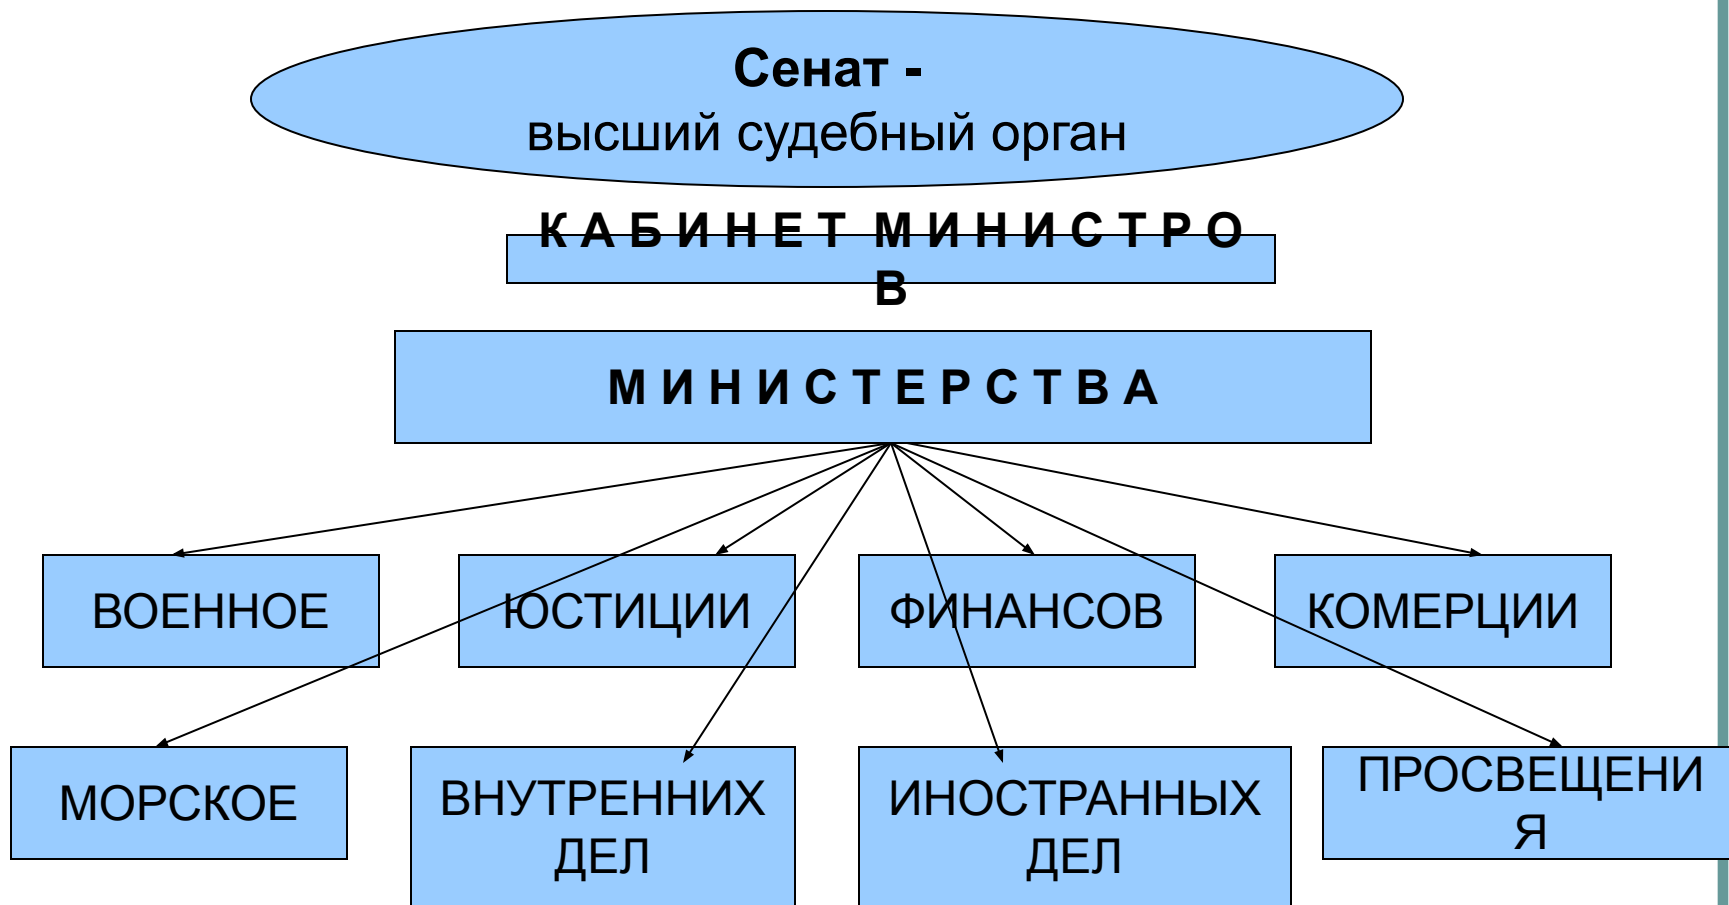 Сенат -
высший судебный орган
К А Б И Н Е Т М И Н И С Т Р О
В
М И Н И С Т Е Р С Т В А
ВОЕННОЕ
ЮСТИЦИИ
ФИНАНСОВ
КОМЕРЦИИ
МОРСКОЕ
ВНУТРЕННИХ
ДЕЛ
ИНОСТРАННЫХ
ДЕЛ
ПРОСВЕЩЕНИ
Я